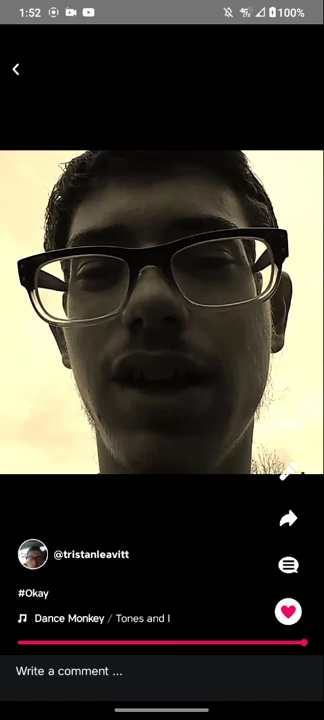 1:52
100%
@tristanleavitt
#Okay
Dance Monkey / Tones and I
Write a comment ...